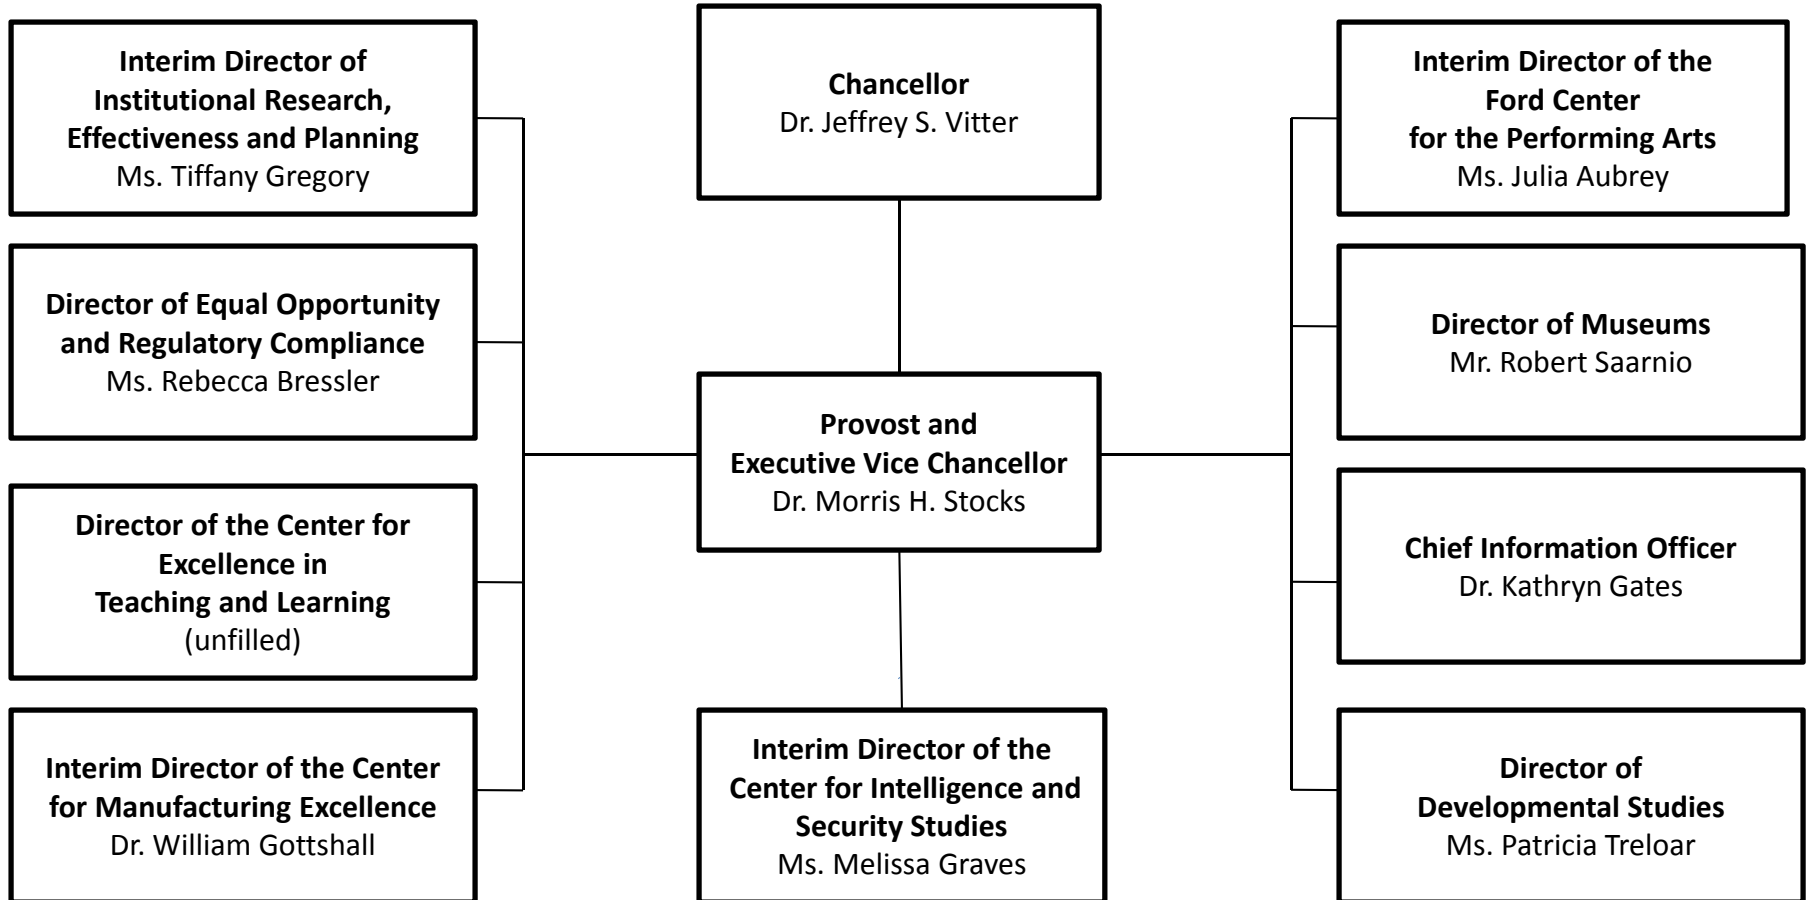 Interim Director of
Institutional Research,
Effectiveness and Planning
Ms. Tiffany Gregory
Director of Equal Opportunity
and Regulatory Compliance
Ms. Rebecca Bressler
Director of the Center for
Excellence in
Teaching and Learning
(unfilled)
Interim Director of the Center
for Manufacturing Excellence
Dr. William Gottshall
Chancellor
Dr. Jeffrey S. Vitter
Provost and
Executive Vice Chancellor
Dr. Morris H. Stocks
Interim Director of the
Center for Intelligence and
Security Studies
Ms. Melissa Graves
Interim Director of the
Ford Center
for the Performing Arts
Ms. Julia Aubrey
Director of Museums
Mr. Robert Saarnio
Chief Information Officer
Dr. Kathryn Gates
Director of
Developmental Studies
Ms. Patricia Treloar